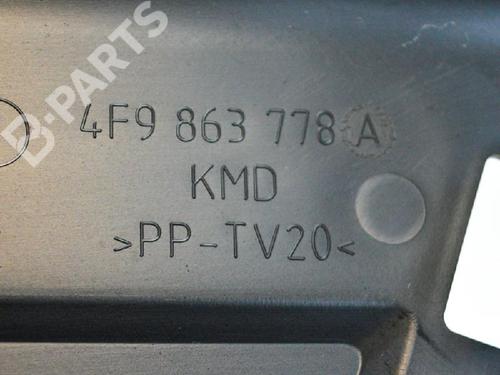 B-PARTS
4F9 863 778 A
KMD
>PP-TV20<